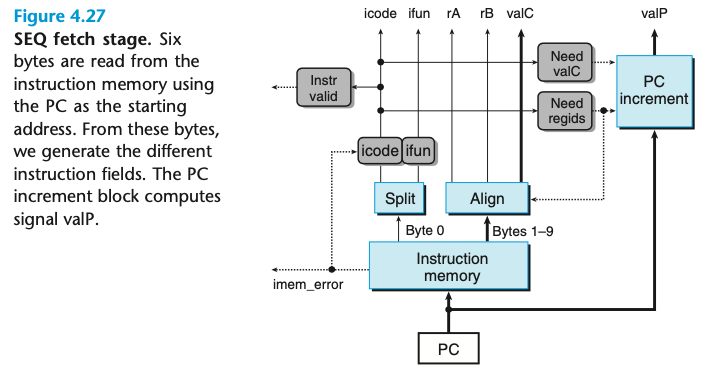 Figure 4.27
SEQ fetch stage. Six
bytes are read from the
instruction memory using
the PC as the starting
address. From these bytes,
we generate the different
instruction fields. The PC
increment block computes
signal valP.
icode ifun rA rB valC valP
Need
valC
Instr
valid
PC
increment
Need
regids
icode ifun
Split
Align
Byte 0
Bytes 1–9
Instruction
memory
imem_error
PC